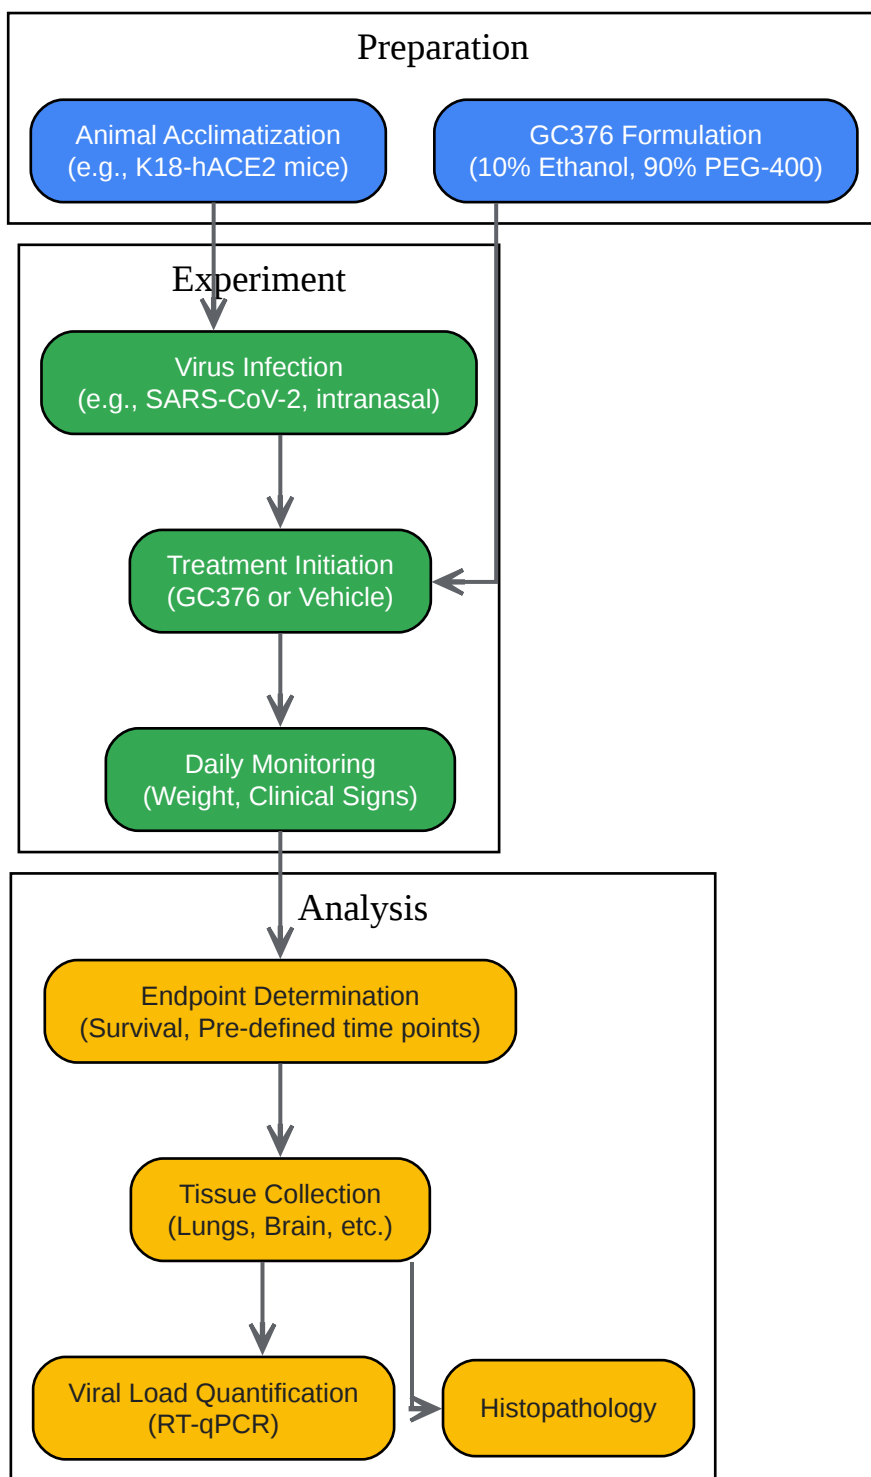 Preparation
Animal Acclimatization
(e.g., K18-hACE2 mice)
GC376 Formulation
(10% Ethanol, 90% PEG-400)
Experiment
Virus Infection
(e.g., SARS-CoV-2, intranasal)
Treatment Initiation
(GC376 or Vehicle)
Daily Monitoring
(Weight, Clinical Signs)
Analysis
Endpoint Determination
(Survival, Pre-defined time points)
Tissue Collection
(Lungs, Brain, etc.)
Viral Load Quantification
(RT-qPCR)
Histopathology